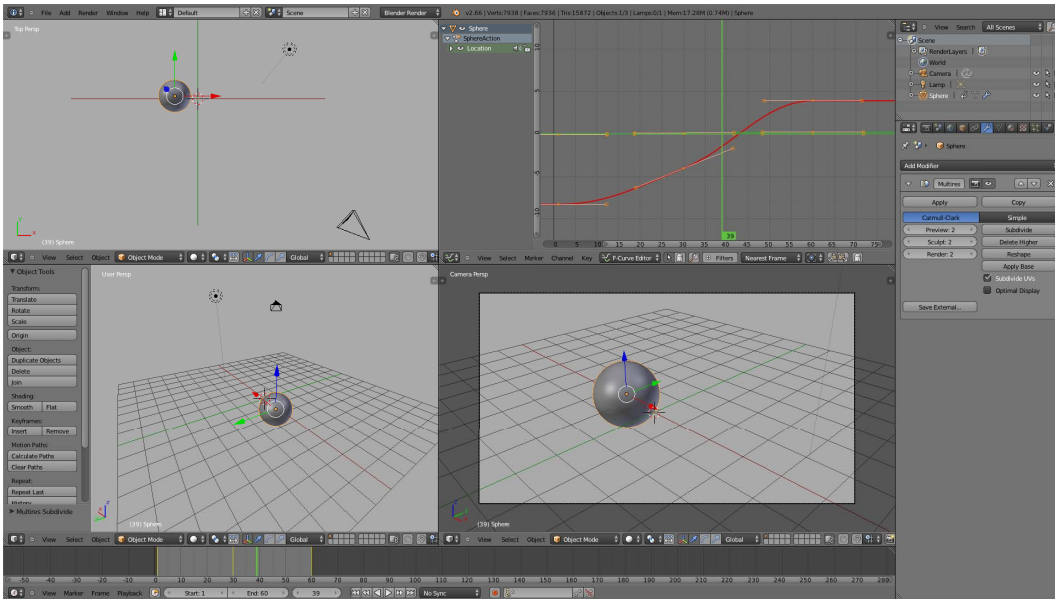 File Add Render Window Help Default Scene Blender Render v2.66 | Verts:7938 | Faces:7936 | Tris:15872 | Objects:1/3 | Lamps:0/1 | Mem:17.28M (0.74M) | Sphere
Top Persp
(39) Sphere
View Select Object Object Mode Global
Sphere
SphereAction
Location
10
5
0
-5
-10
39
0 5 10 15 20 25 30 35 40 45 50 55 60 65 70 75
View Select Marker Channel Key F-Curve Editor Filters Nearest Frame
View Search All Scenes
Scene
RenderLayers
World
Camera
Lamp
Sphere
Sphere
Add Modifier
Multires
Apply Copy
Catmull-Clark Simple
Preview: 2 Subdivide
Sculpt: 2 Delete Higher
Render: 2 Reshape
Apply Base
Subdivide UVs
Optimal Display
Save External...
Object Tools
Transform:
Translate
Rotate
Scale
Origin
Object:
Duplicate Objects
Delete
Join
Shading:
Smooth Flat
Keyframes:
Insert Remove
Motion Paths:
Calculate Paths
Clear Paths
Repeat:
Repeat Last
History...
Multires Subdivide
User Persp
(39) Sphere
View Select Object Object Mode Global
Camera Persp
(39) Sphere
View Select Object Object Mode Global
-50 -40 -30 -20 -10 0 10 20 30 40 50 60 70 80 90 100 110 120 130 140 150 160 170 180 190 200 210 220 230 240 250 260 270 280
View Marker Frame Playback Start: 1 End: 60 39 No Sync